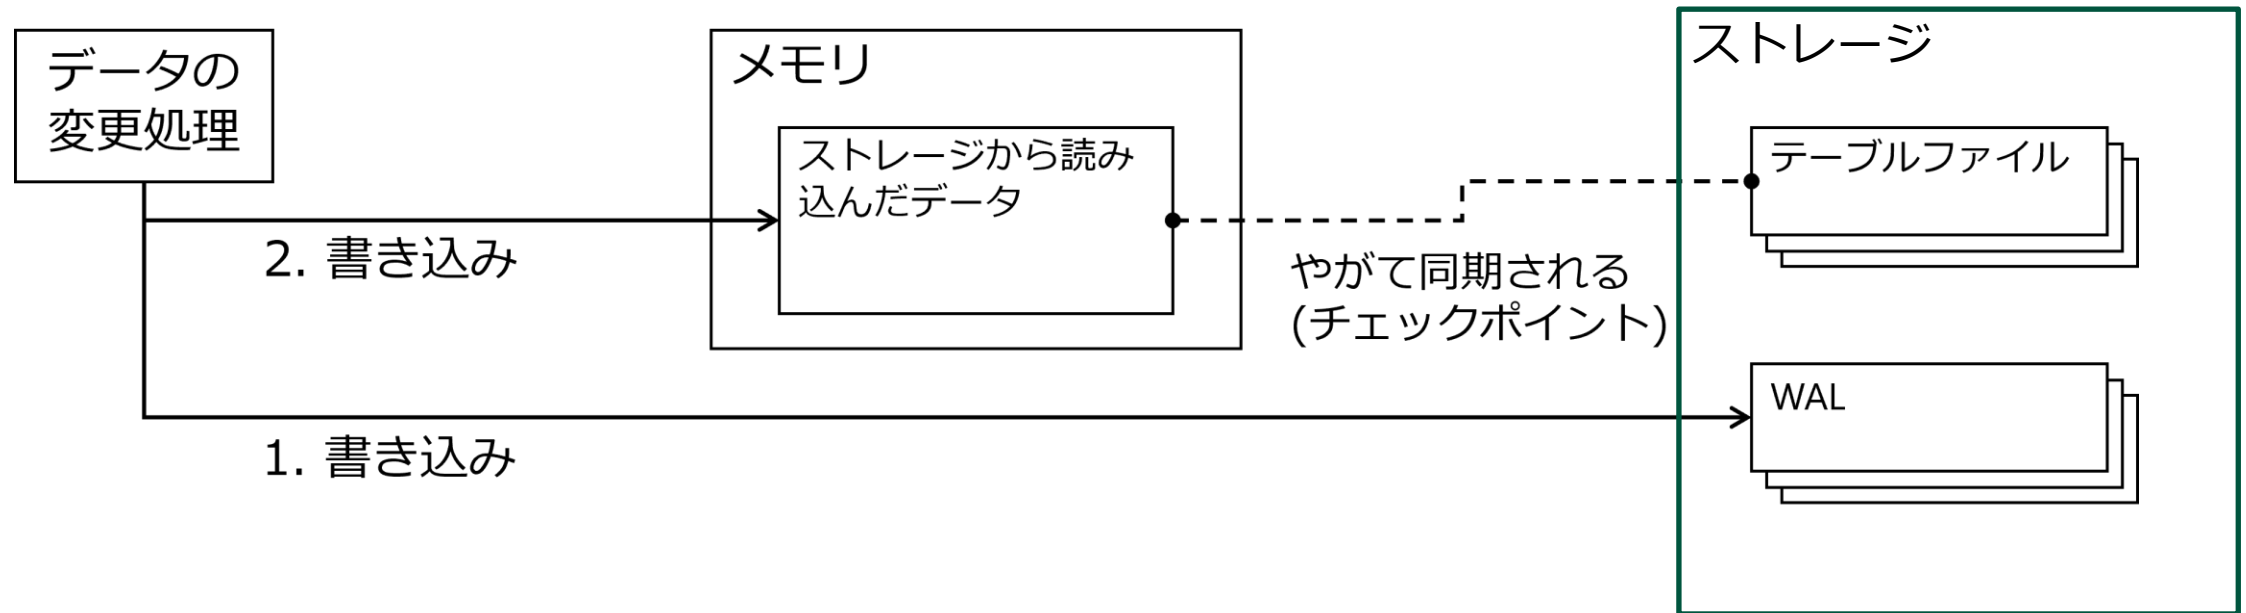 データの
変更処理
メモリ
ストレージから読み
込んだデータ
2. 書き込み
1. 書き込み
やがて同期される
(チェックポイント)
ストレージ
テーブルファイル
WAL